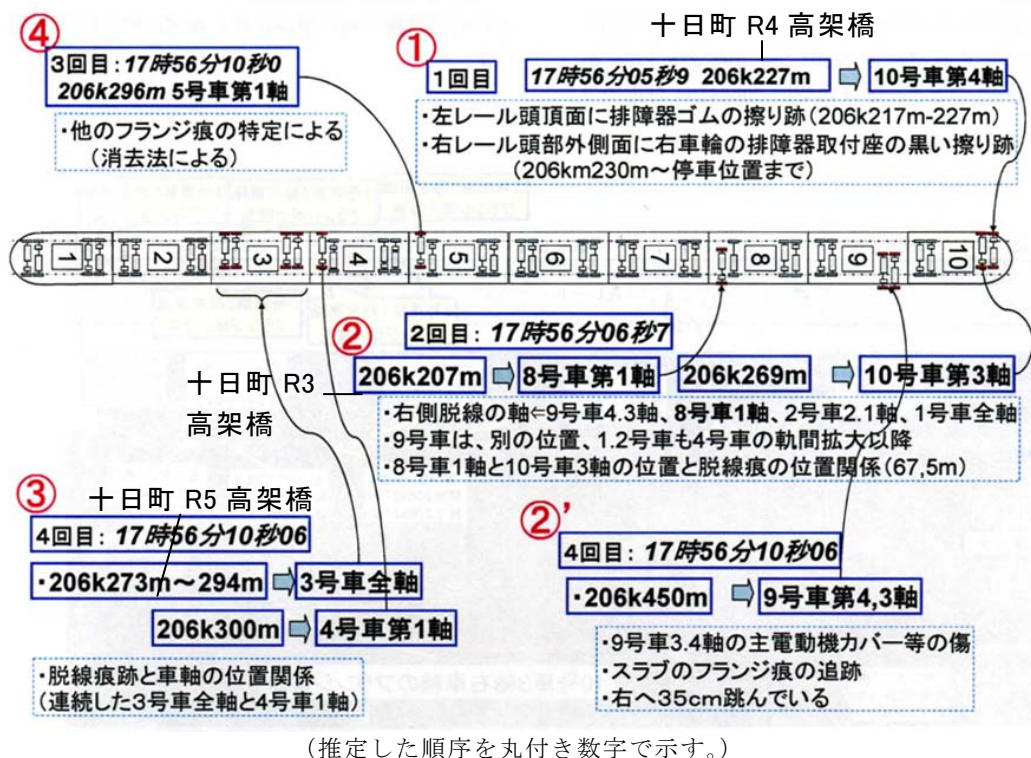 ④
3回目：17時56分10秒0
206k296m 5号車第1軸
・他のフランジ痕の特定による
（消去法による）
十日町 R4 高架橋
①
1回目
17時56分05秒9 206k227m
10号車第4軸
・左レール頭頂面に排障器ゴムの擦り跡（206k217m-227m）
・右レール頭部外側面に右車輪の排障器取付座の黒い擦り跡
（206km230m～停車位置まで）
1
2
3
4
5
6
7
8
9
10
②
2回目：17時56分06秒7
206k207m
8号車第1軸
206k269m
10号車第3軸
十日町 R3
高架橋
・右側脱線の軸⇐9号車4.3軸、8号車1軸、2号車2.1軸、1号車全軸
・9号車は、別の位置、1.2号車も4号車の軌間拡大以降
・8号車1軸と10号車3軸の位置と脱線痕の位置関係（67,5m）
③
十日町 R5 高架橋
4回目：17時56分10秒06
・206k273m～294m
3号車全軸
206k300m
4号車第1軸
・脱線痕跡と車軸の位置関係
（連続した3号車全軸と4号車1軸）
②'
4回目：17時56分10秒06
・206k450m
9号車第4,3軸
・9号車3.4軸の主電動機カバー等の傷
・スラブのフランジ痕の追跡
・右へ35cm跳んでいる
（推定した順序を丸付き数字で示す。）